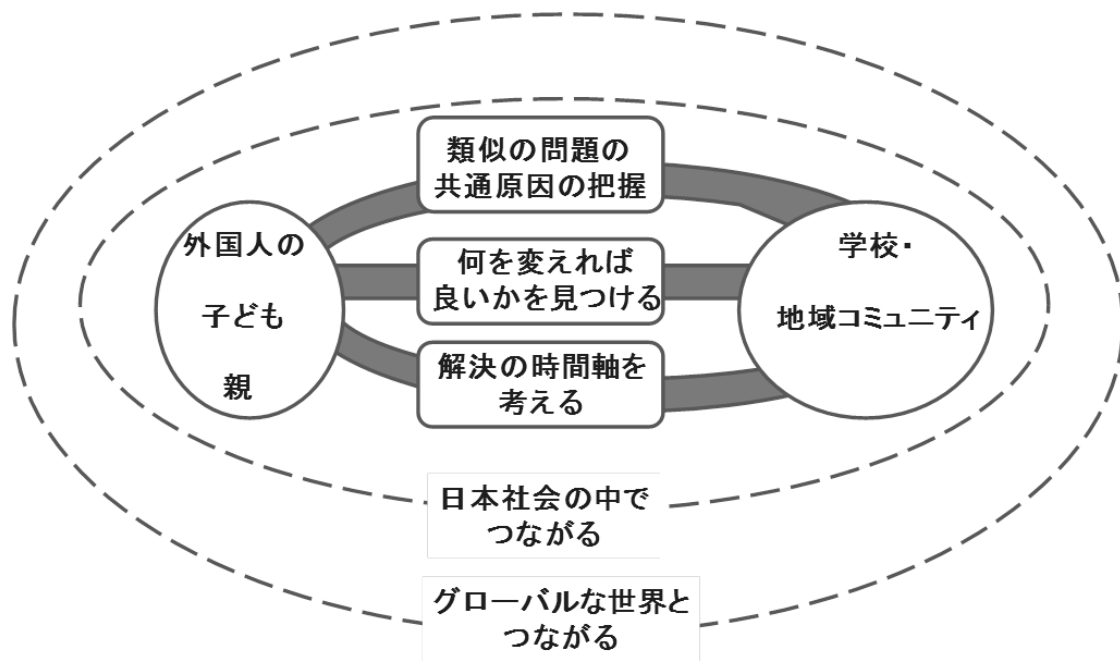 類似の問題の
共通原因の把握
外国人の
子ども
親
何を変えれば
良いかを見つける
学校・
地域コミュニティ
解決の時間軸を
考える
日本社会の中で
つながる
グローバルな世界と
つながる